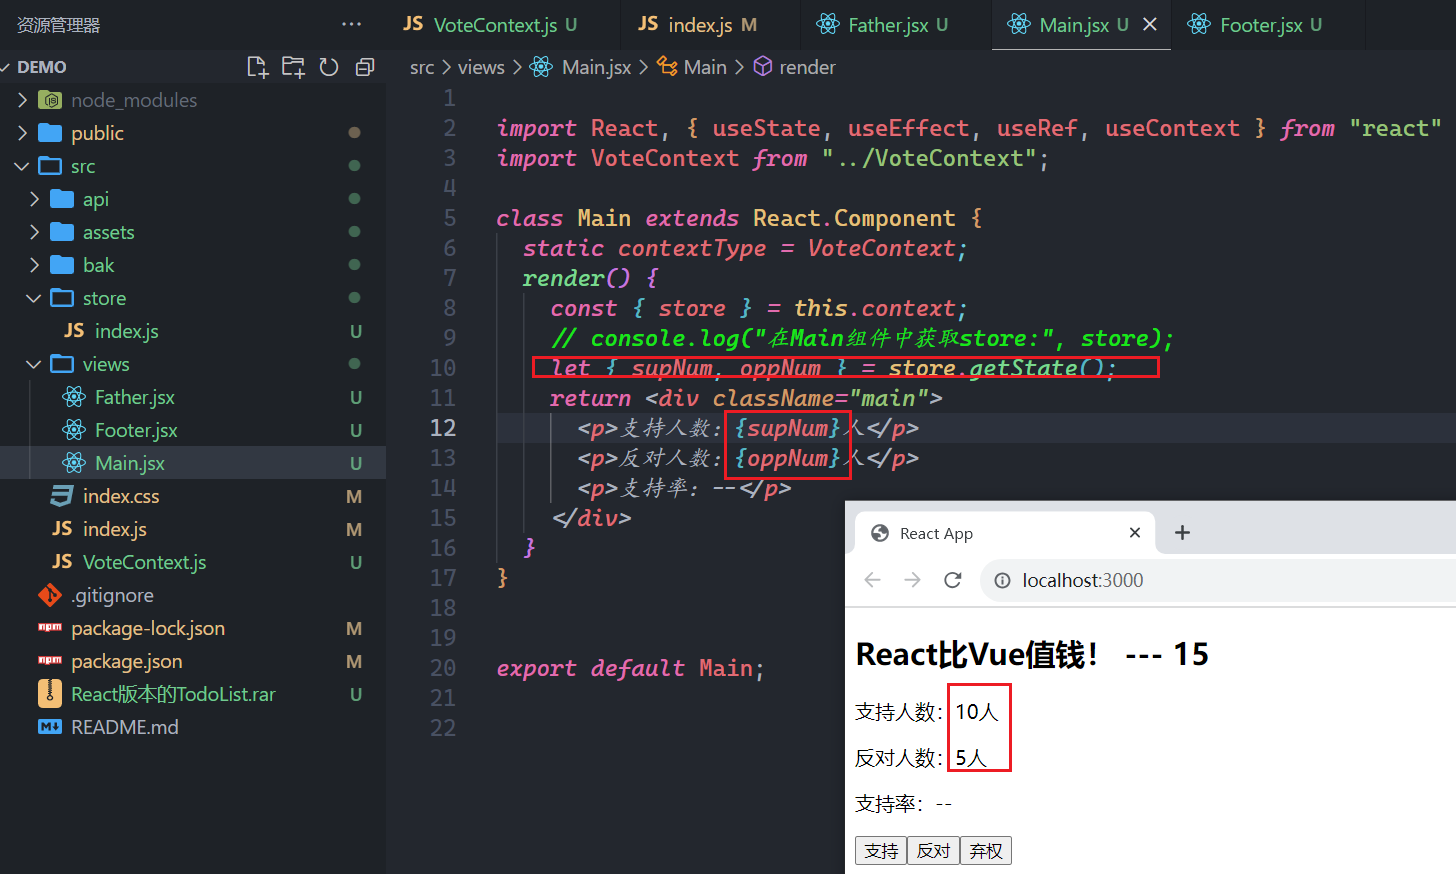 资源管理器 ···
JS VoteContext.js U
JS index.js M
Father.jsx U
Main.jsx U
Footer.jsx U
DEMO
src > views > Main.jsx > Main > render
node_modules
public
src
api
assets
bak
store
JS index.js U
views
Father.jsx U
Footer.jsx U
Main.jsx U
index.css M
JS index.js M
JS VoteContext.js U
.gitignore
npm package-lock.json M
npm package.json M
React版本的TodoList.rar U
README.md
1
2 import React, { useState, useEffect, useRef, useContext } from "react"
3 import VoteContext from "../VoteContext";
4
5 class Main extends React.Component {
6 static contextType = VoteContext;
7 render() {
8 const { store } = this.context;
9 // console.log("在Main组件中获取store:", store);
10 let { supNum, oppNum } = store.getState();
11 return <div className="main">
12 <p>支持人数：{supNum}人</p>
13 <p>反对人数：{oppNum}人</p>
14 <p>支持率：--</p>
15 </div>
16 }
17 }
18
19
20 export default Main;
21
22
React App
localhost:3000
React比Vue值钱！ --- 15
支持人数：10人
反对人数：5人
支持率：--
支持 反对 弃权